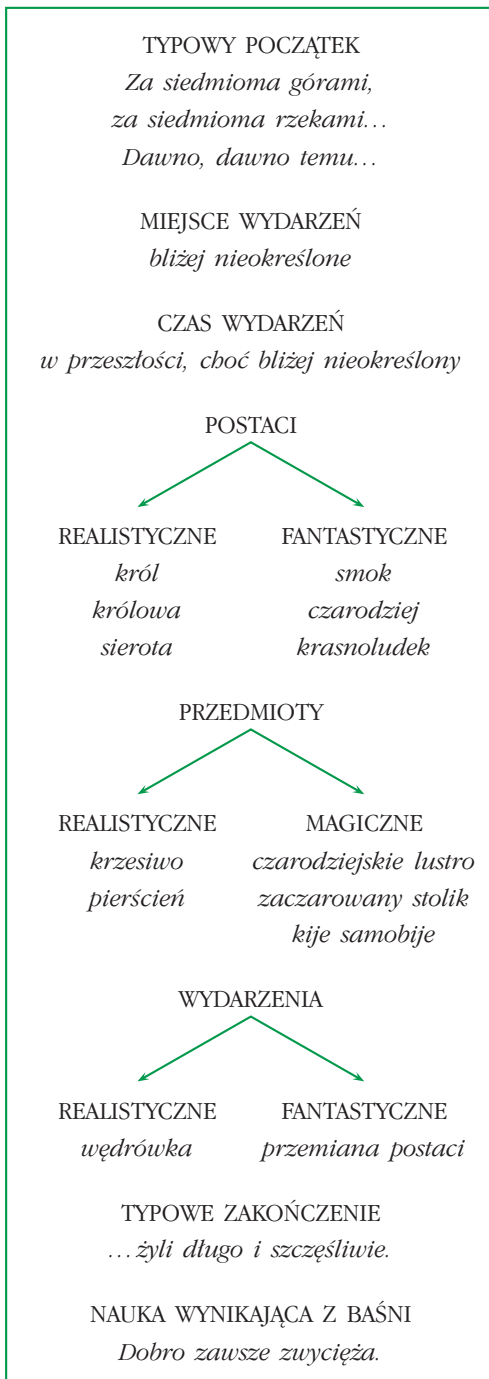 TYPOWY POCZĄTEK
Za siedmioma górami,
za siedmioma rzekami…
Dawno, dawno temu…
MIEJSCE WYDARZEŃ
bliżej nieokreślone
CZAS WYDARZEŃ
w przeszłości, choć bliżej nieokreślony
POSTACI
REALISTYCZNE
król
królowa
sierota
FANTASTYCZNE
smok
czarodziej
krasnoludek
PRZEDMIOTY
REALISTYCZNE
krzesiwo
pierścień
MAGICZNE
czarodziejskie lustro
zaczarowany stolik
kije samobije
WYDARZENIA
REALISTYCZNE
wędrówka
FANTASTYCZNE
przemiana postaci
TYPOWE ZAKOŃCZENIE
…żyli długo i szczęśliwie.
NAUKA WYNIKAJĄCA Z BAŚNI
Dobro zawsze zwycięża.